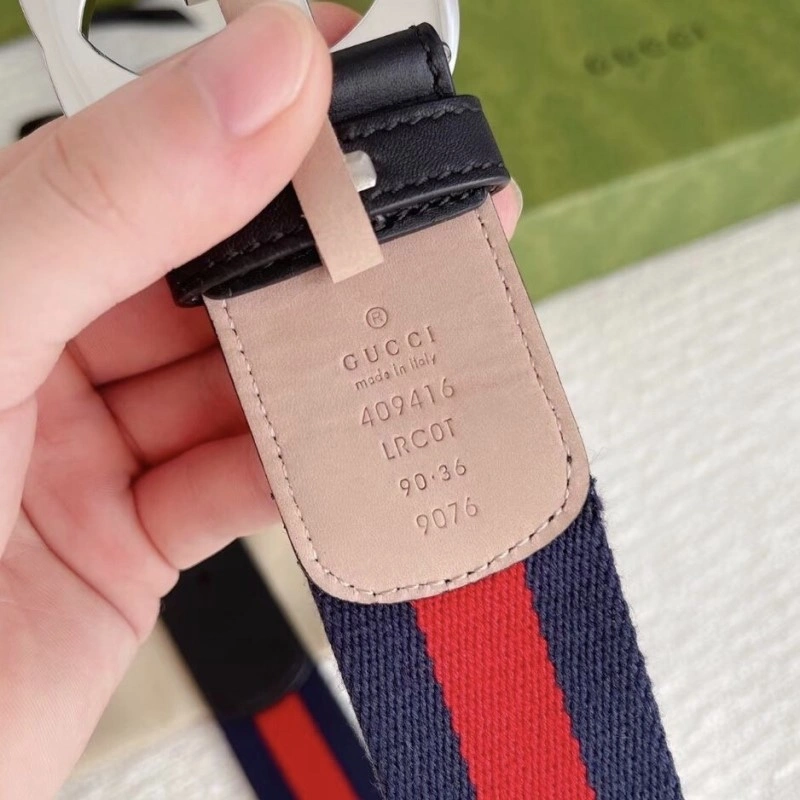 GUCCI
®
GUCCI
made in italy
409416
LRC0T
90·36
9076